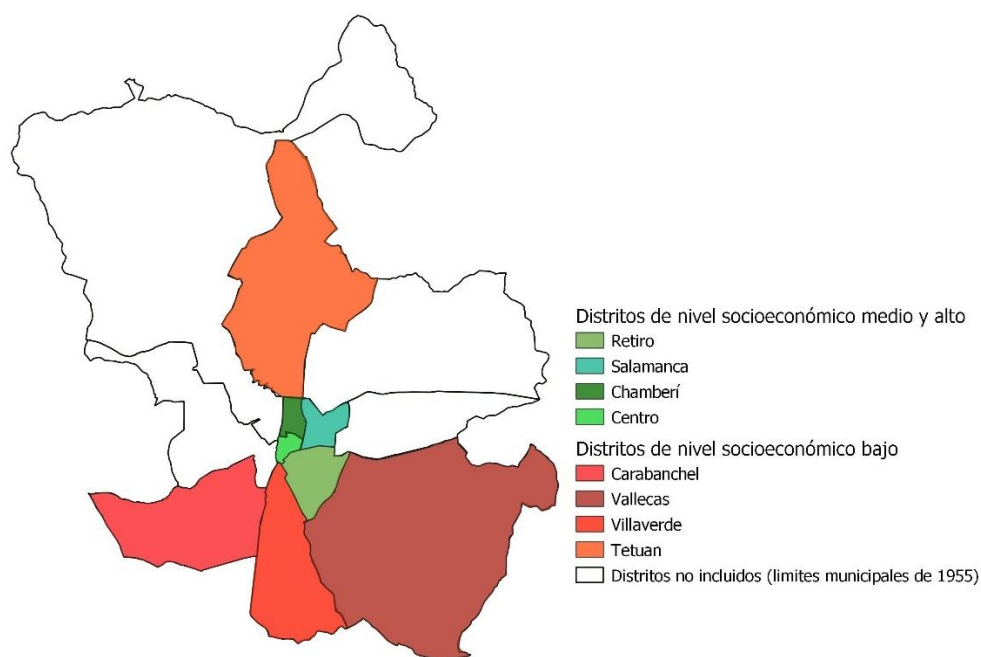 Distritos de nivel socioeconómico medio y alto
Retiro
Salamanca
Chamberí
Centro
Distritos de nivel socioeconómico bajo
Carabanchel
Vallecas
Villaverde
Tetuan
Distritos no incluidos (limites municipales de 1955)